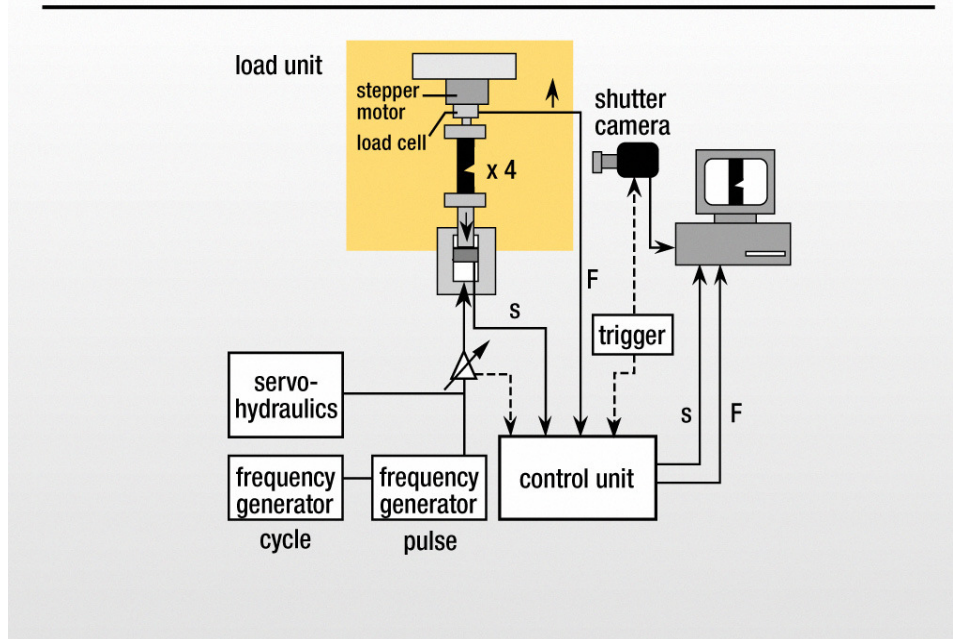 load unit
stepper
motor
load cell
x 4
shutter
camera
F
s
trigger
servo-
hydraulics
s
F
frequency
generator
frequency
generator
control unit
cycle
pulse